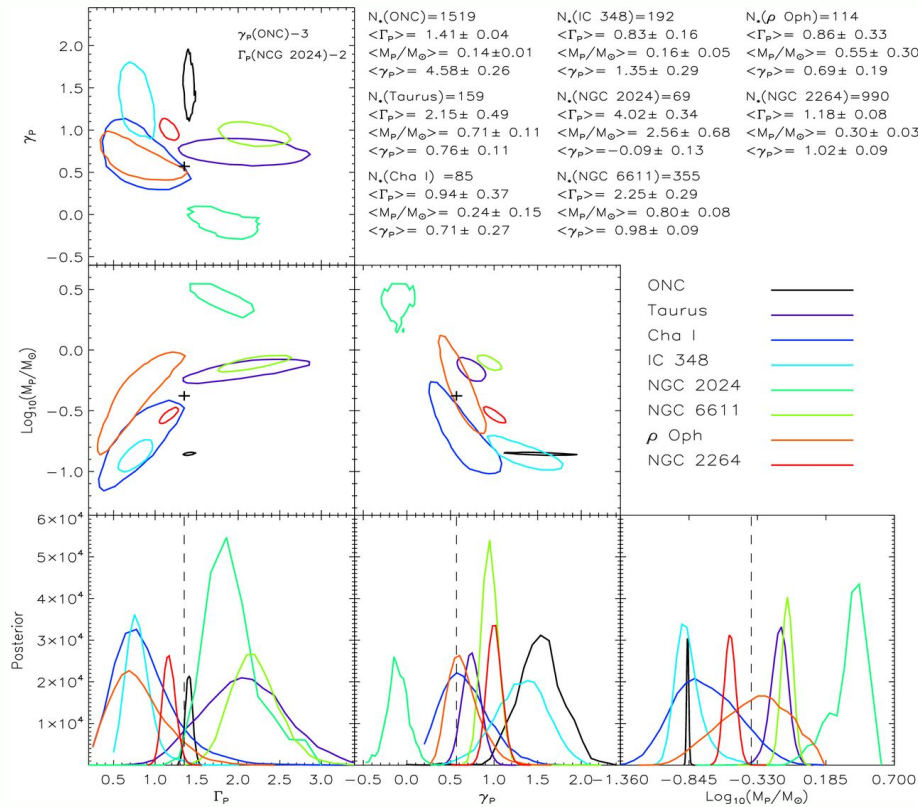 γP(ONC)−3
ΓP(NCG 2024)−2
N*(ONC)=1519
<ΓP>= 1.41± 0.04
<MP/M⊙>= 0.14±0.01
<γP>= 4.58± 0.26
N*(IC 348)=192
<ΓP>= 0.83± 0.16
<MP/M⊙>= 0.16± 0.05
<γP>= 1.35± 0.29
N*(ρ Oph)=114
<ΓP>= 0.86± 0.33
<MP/M⊙>= 0.55± 0.30
<γP>= 0.69± 0.19
N*(Taurus)=159
<ΓP>= 2.15± 0.49
<MP/M⊙>= 0.71± 0.11
<γP>= 0.76± 0.11
N*(NGC 2024)=69
<ΓP>= 4.02± 0.34
<MP/M⊙>= 2.56± 0.68
<γP>=−0.09± 0.13
N*(NGC 2264)=990
<ΓP>= 1.18± 0.08
<MP/M⊙>= 0.30± 0.03
<γP>= 1.02± 0.09
N*(Cha I) =85
<ΓP>= 0.94± 0.37
<MP/M⊙>= 0.24± 0.15
<γP>= 0.71± 0.27
N*(NGC 6611)=355
<ΓP>= 2.25± 0.29
<MP/M⊙>= 0.80± 0.08
<γP>= 0.98± 0.09
2.0
1.5
1.0
0.5
0.0
−0.5
γP
0.5
0.0
−0.5
−1.0
Log10(MP/M⊙)
ONC
Taurus
Cha I
IC 348
NGC 2024
NGC 6611
ρ Oph
NGC 2264
6×10⁴
5×10⁴
4×10⁴
3×10⁴
2×10⁴
1×10⁴
Posterior
0.5 1.0 1.5 2.0 2.5 3.0
ΓP
−0.5 0.0 0.5 1.0 1.5 2.0
γP
−1.360 −0.845 −0.330 0.185 0.700
Log10(MP/M⊙)